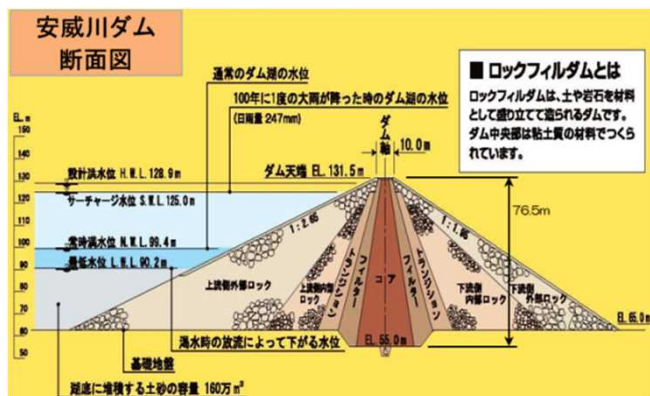 安威川ダム
断面図
通常のダム湖の水位
100年に1度の大雨が降った時のダム湖の水位
(日雨量 247mm)
■ ロックフィルダムとは
ロックフィルダムは、土や岩石を材料
として盛り立てて造られるダムです。
ダム中央部は粘土質の材料でつくら
れています。
EL. m
150
140
130
120
110
100
90
80
70
60
50
ダム軸
10.0m
ダム天端 EL. 131.5m
設計洪水位 H.W.L.128.9m
サーチャージ水位 S.W.L.125.0m
常時満水位 N.W.L.99.4m
最低水位 L.W.L.90.2m
76.5m
1:2.65
1:1.85
上流側外部ロック
上流側内部
ロック
トランジション
フィルター
コア
フィルター
トランジション
下流側
内部ロック
下流側
外部ロック
EL.65.0m
EL.55.0m
渇水時の放流によって下がる水位
基礎地盤
湖底に堆積する土砂の容量 160万m³